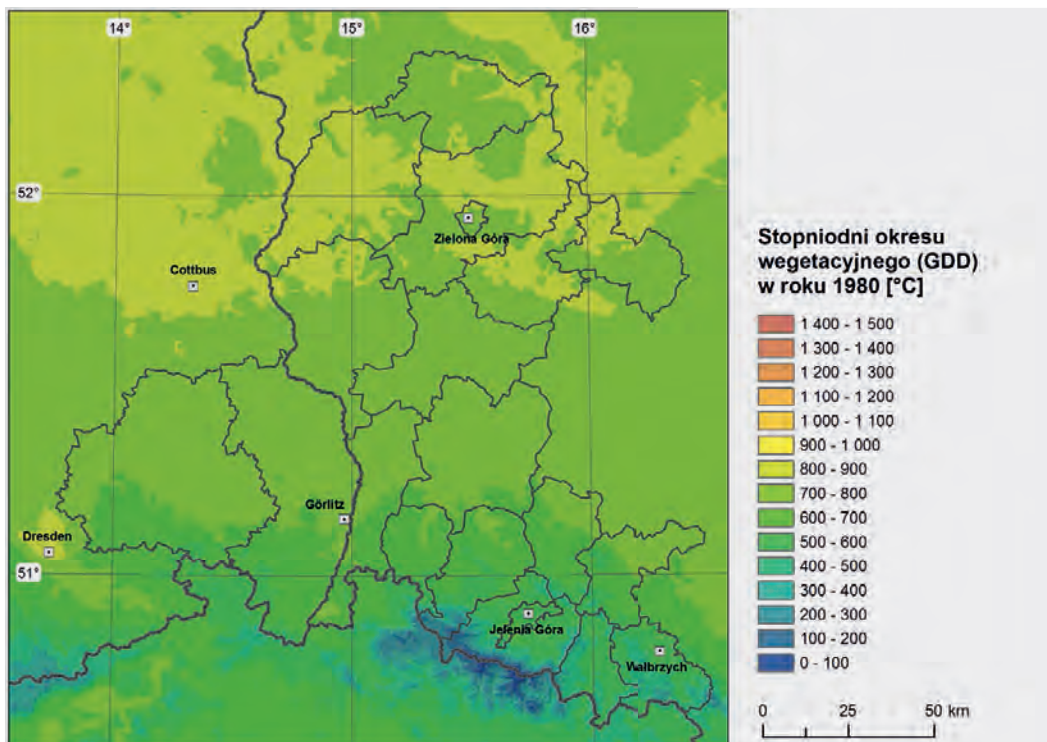 14°
15°
16°
52°
Zielona Góra
Cottbus
Görlitz
Dresden
51°
Jelenia Góra
Wałbrzych
Stopniodni okresu
wegetacyjnego (GDD)
w roku 1980 [°C]
1 400 - 1 500
1 300 - 1 400
1 200 - 1 300
1 100 - 1 200
1 000 - 1 100
900 - 1 000
800 - 900
700 - 800
600 - 700
500 - 600
400 - 500
300 - 400
200 - 300
100 - 200
0 - 100
0 25 50 km